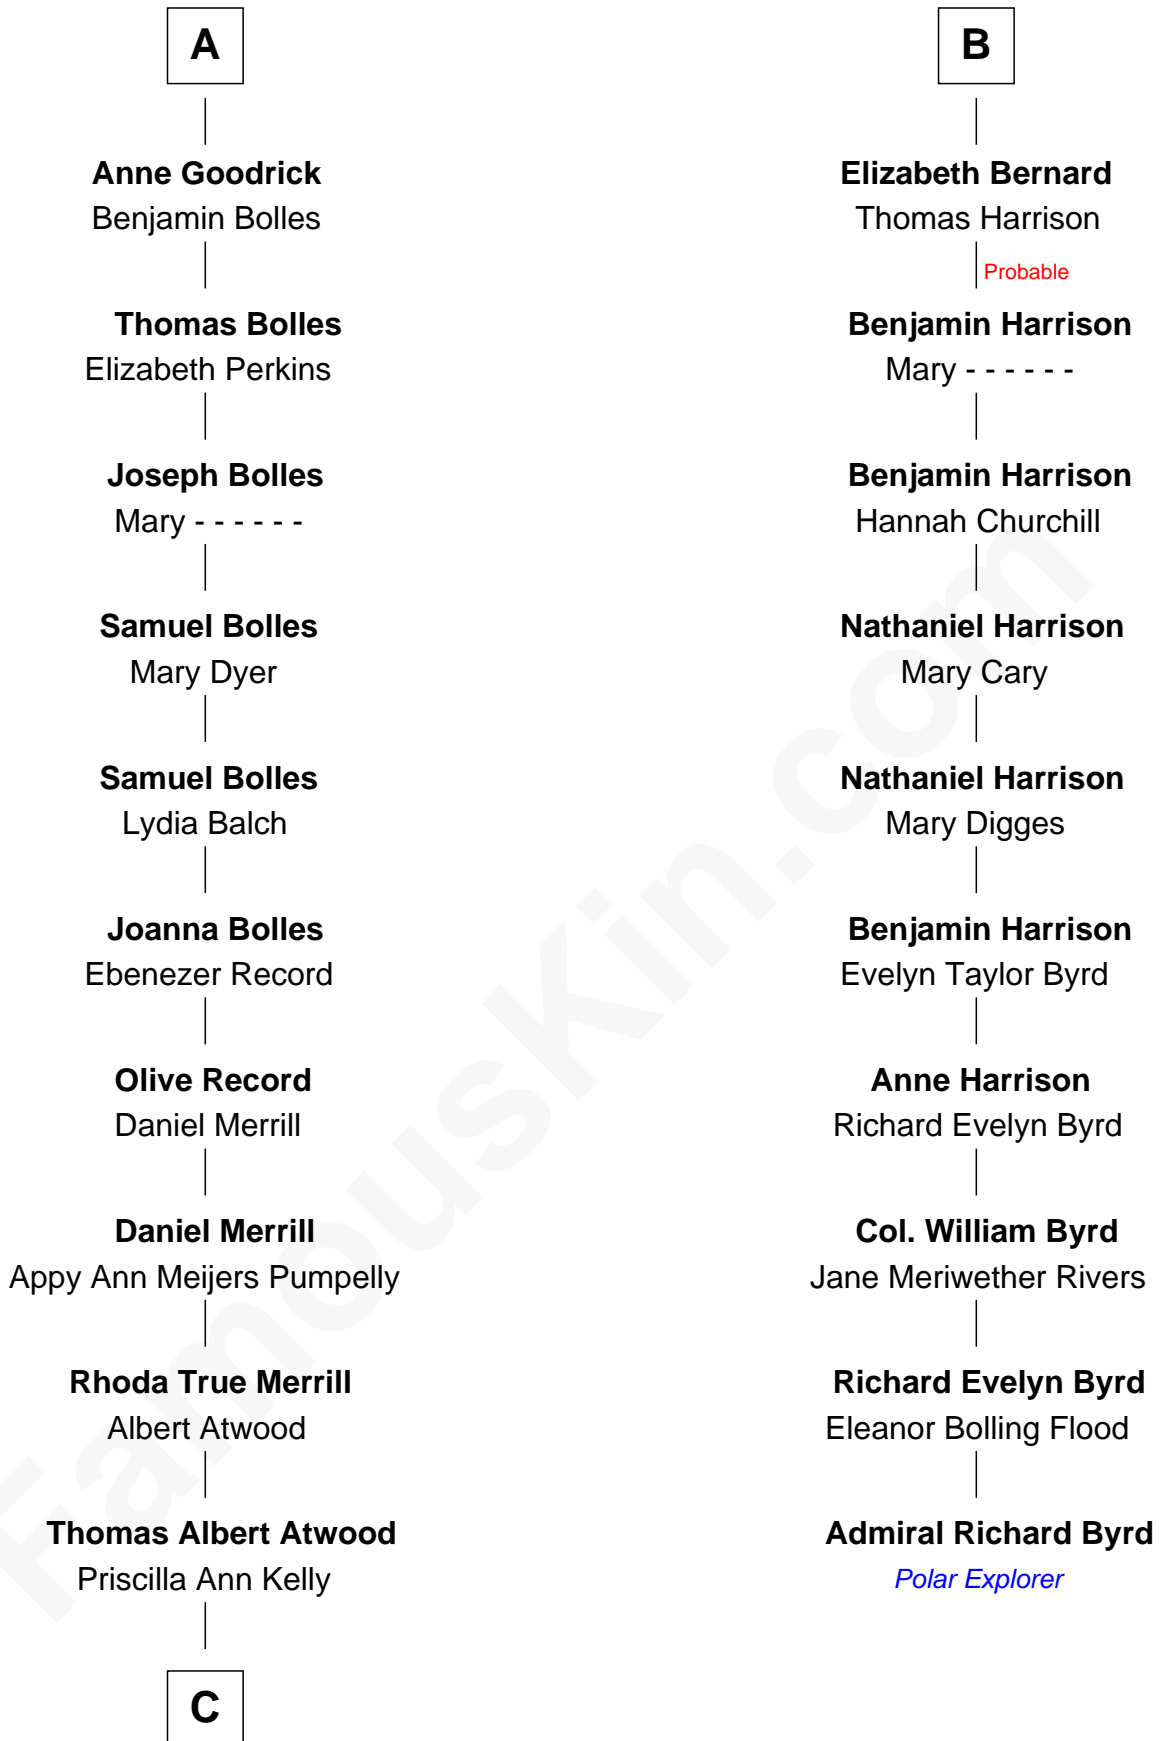 A
Anne Goodrick
Benjamin Bolles
Thomas Bolles
Elizabeth Perkins
Joseph Bolles
Mary - - - - - -
Samuel Bolles
Mary Dyer
Samuel Bolles
Lydia Balch
Joanna Bolles
Ebenezer Record
Olive Record
Daniel Merrill
Daniel Merrill
Appy Ann Meijers Pumpelly
Rhoda True Merrill
Albert Atwood
Thomas Albert Atwood
Priscilla Ann Kelly
C
B
Elizabeth Bernard
Thomas Harrison
Probable
Benjamin Harrison
Mary - - - - - -
Benjamin Harrison
Hannah Churchill
Nathaniel Harrison
Mary Cary
Nathaniel Harrison
Mary Digges
Benjamin Harrison
Evelyn Taylor Byrd
Anne Harrison
Richard Evelyn Byrd
Col. William Byrd
Jane Meriwether Rivers
Richard Evelyn Byrd
Eleanor Bolling Flood
Admiral Richard Byrd
Polar Explorer
FamousKin.com